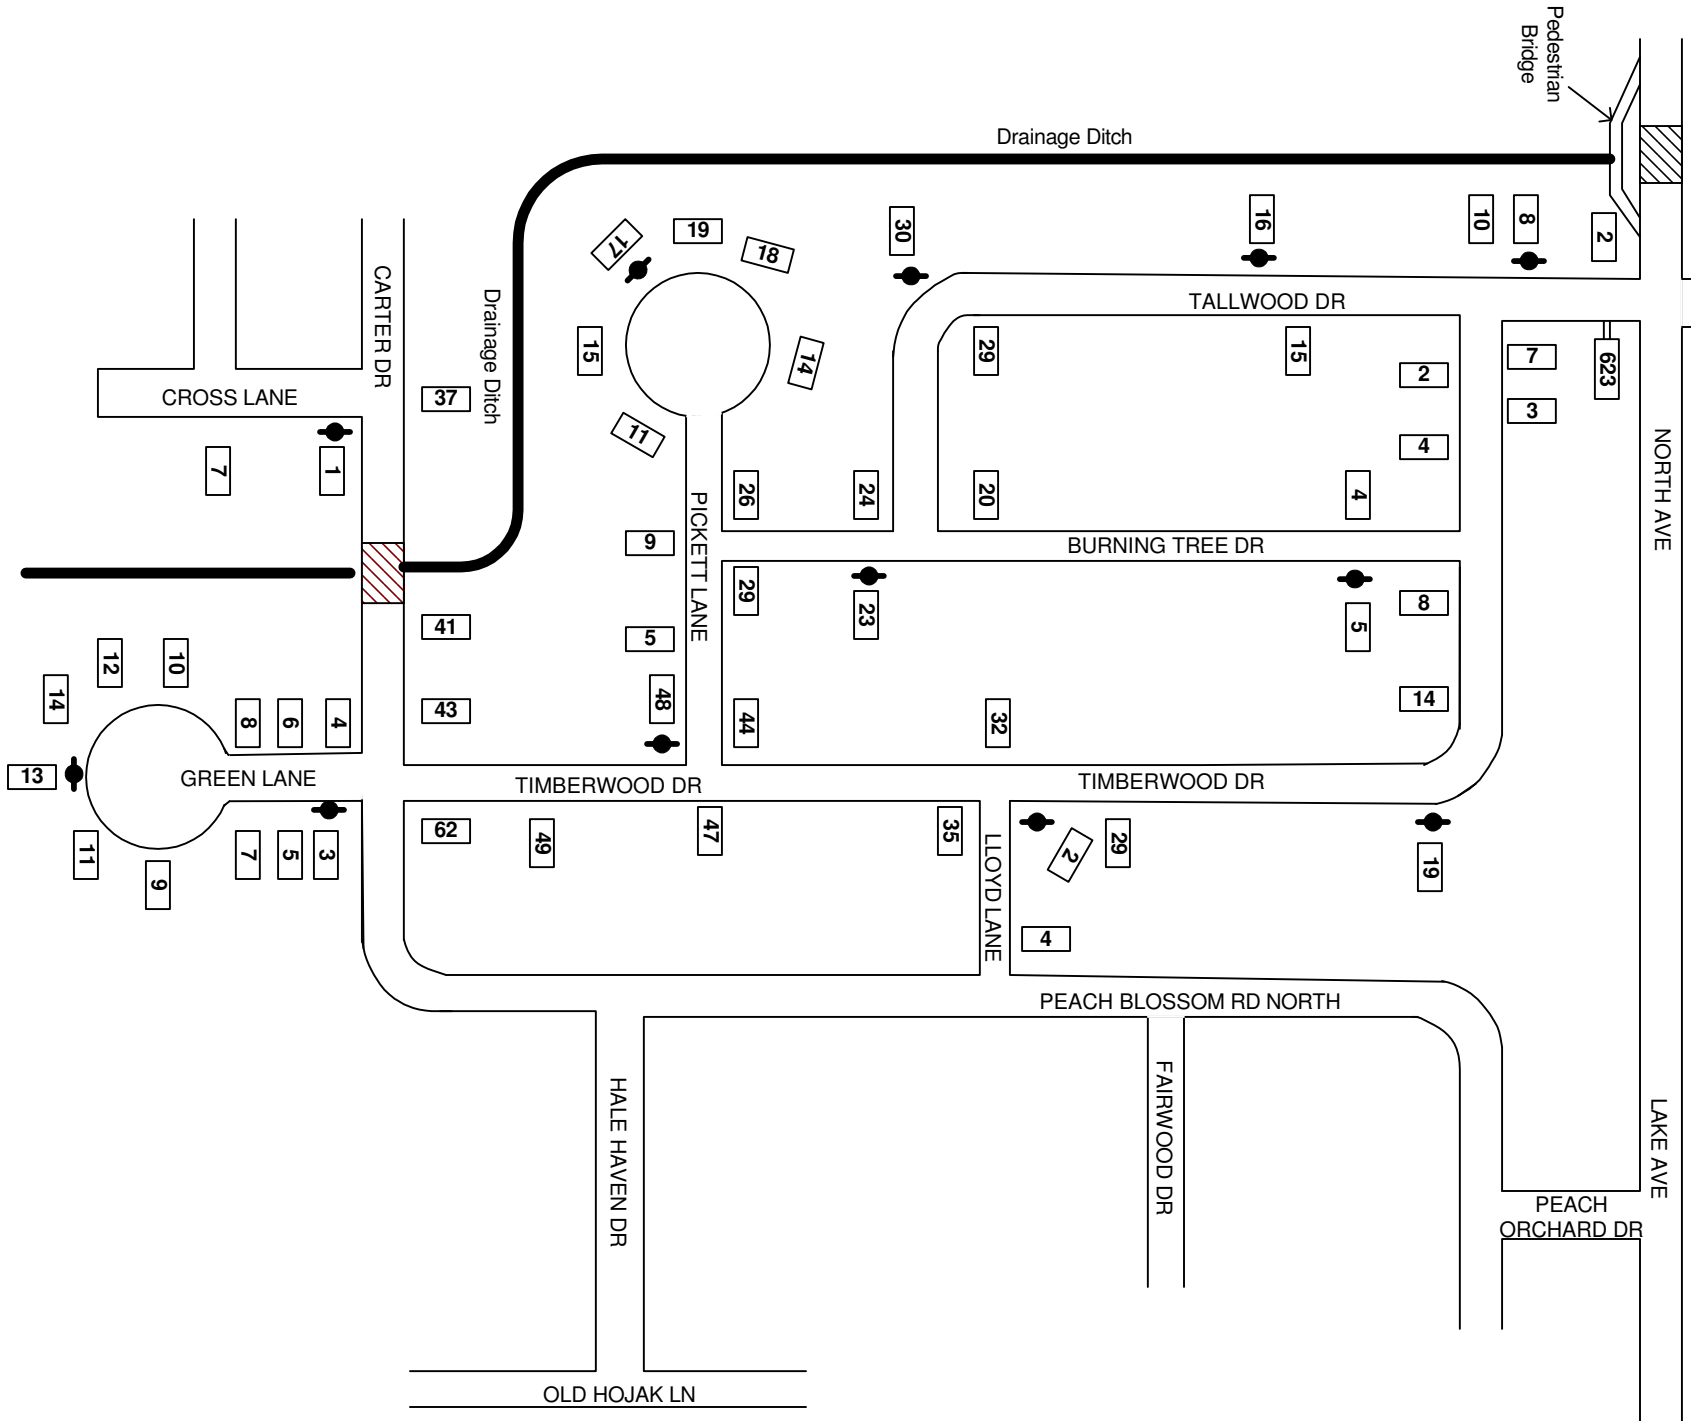 Pedestrian
Bridge
Drainage Ditch
30
16
10
8
2
17
19
18
CARTER DR
Drainage Ditch
TALLWOOD DR
15
14
29
15
2
7
623
CROSS LANE
37
3
11
4
NORTH AVE
7
1
26
24
20
4
PICKETT LANE
9
BURNING TREE DR
29
23
5
8
41
5
12
10
14
48
14
8
6
4
43
44
32
13
GREEN LANE
TIMBERWOOD DR
TIMBERWOOD DR
62
49
47
35
LLOYD LANE
2
29
19
11
7
5
3
9
4
PEACH BLOSSOM RD NORTH
HALE HAVEN DR
FAIRWOOD DR
LAKE AVE
PEACH
ORCHARD DR
OLD HOJAK LN